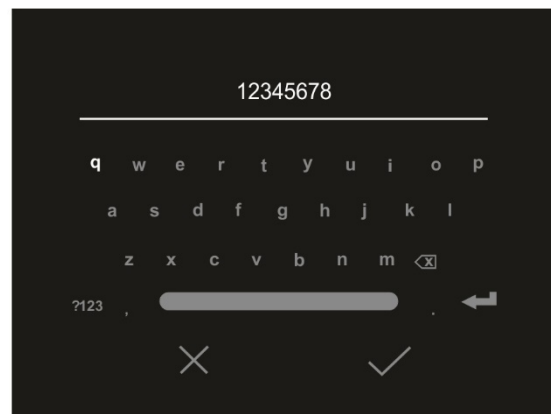 12345678
q w e r t y u i o p
a s d f g h j k l
z x c v b n m x
?123 , .